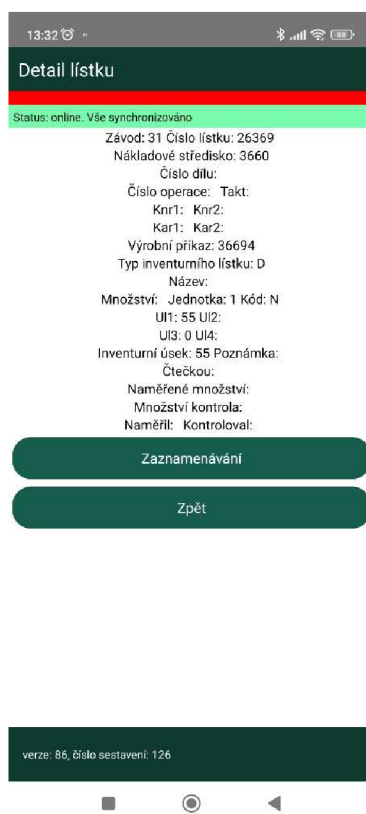 13:32
88
Detail lístku
Status: online. Vše synchronizováno
Závod: 31 Číslo lístku: 26369
Nákladové středisko: 3660
Číslo dílu:
Číslo operace: Takt:
Knr1: Knr2:
Kar1: Kar2:
Výrobní příkaz: 36694
Typ inventurního lístku: D
Název:
Množství: Jednotka: 1 Kód: N
Ul1: 55 Ul2:
Ul3: 0 Ul4:
Inventurní úsek: 55 Poznámka:
Čtečkou:
Naměřené množství:
Množství kontrola:
Naměřil: Kontroloval:
Zaznamenávání
Zpět
verze: 86, číslo sestavení: 126